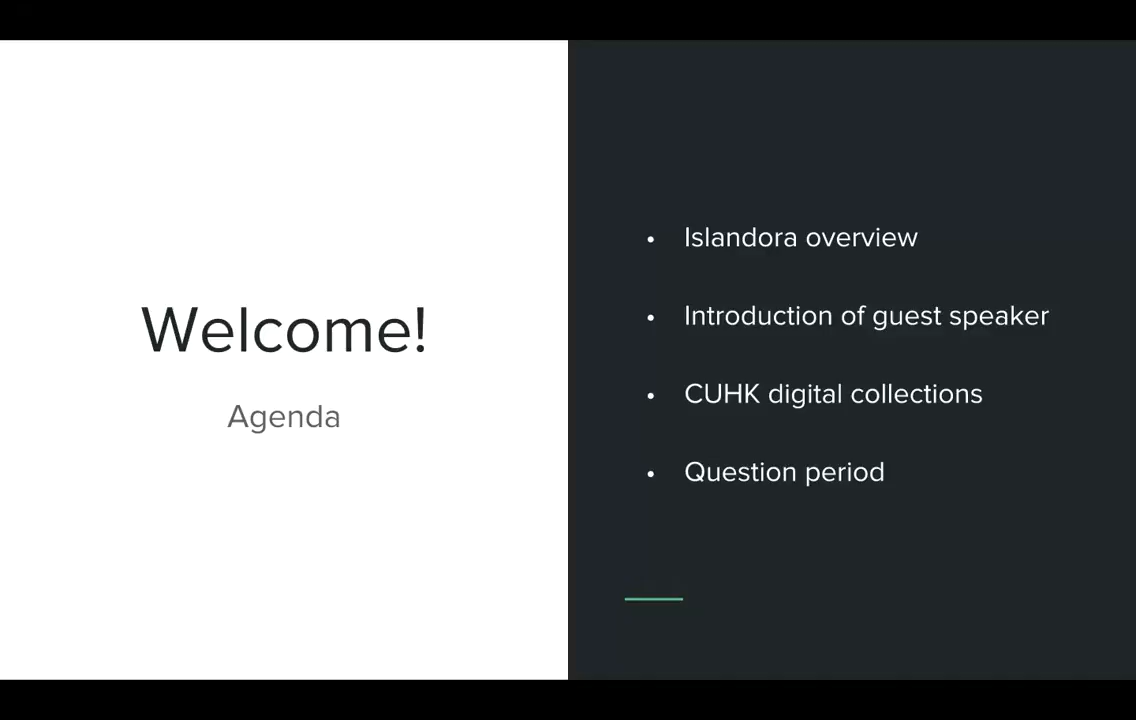 Welcome!
Agenda
• Islandora overview
• Introduction of guest speaker
• CUHK digital collections
• Question period